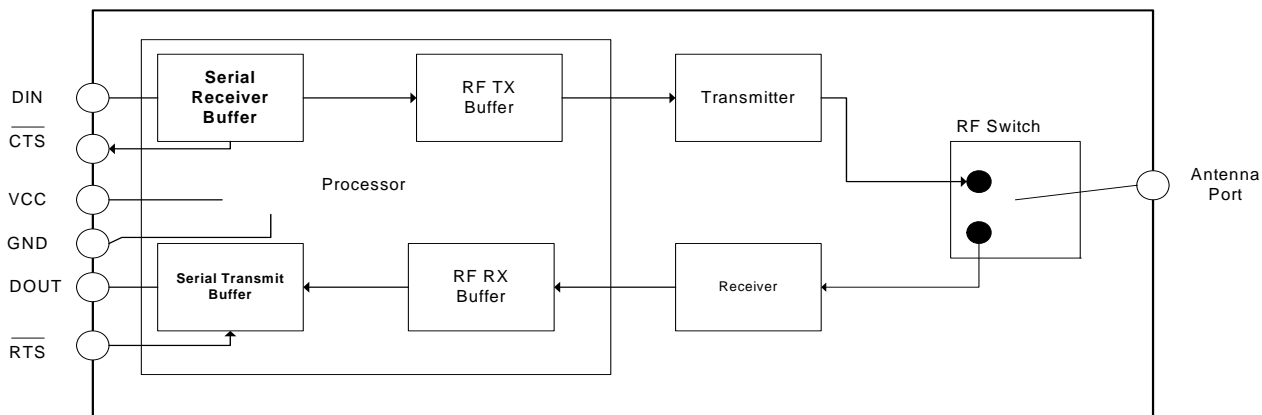 DIN
CTS
VCC
GND
DOUT
RTS
Serial
Receiver
Buffer
RF TX
Buffer
Transmitter
RF Switch
Antenna
Port
Processor
Serial Transmit
Buffer
RF RX
Buffer
Receiver